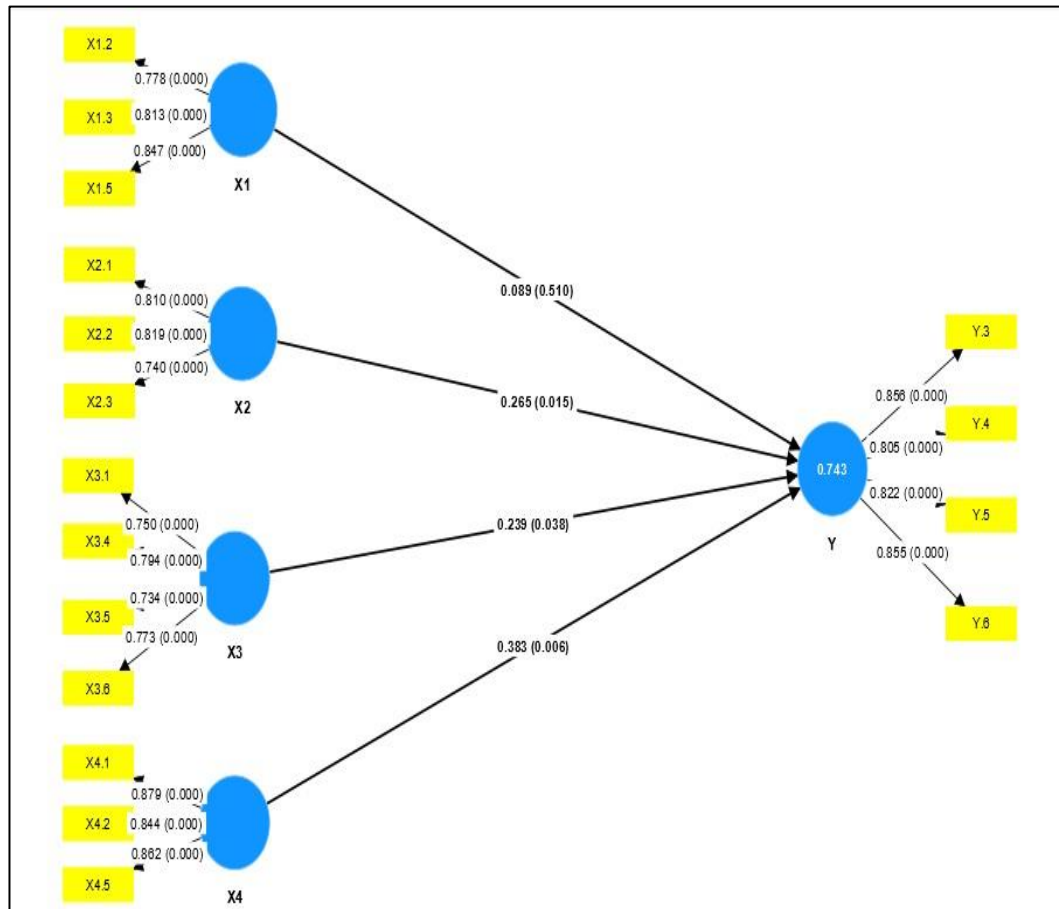 X1.2
0.778 (0.000)
X1.3
0.813 (0.000)
0.847 (0.000)
X1.5
X1
X2.1
0.810 (0.000)
X2.2
0.819 (0.000)
0.740 (0.000)
X2.3
X2
X3.1
0.750 (0.000)
X3.4
0.794 (0.000)
0.734 (0.000)
X3.5
0.773 (0.000)
X3.6
X3
X4.1
0.879 (0.000)
X4.2
0.844 (0.000)
0.862 (0.000)
X4.5
X4
0.089 (0.510)
0.265 (0.015)
0.239 (0.038)
0.383 (0.006)
0.743
Y
Y.3
0.856 (0.000)
Y.4
0.805 (0.000)
0.822 (0.000)
Y.5
0.855 (0.000)
Y.6